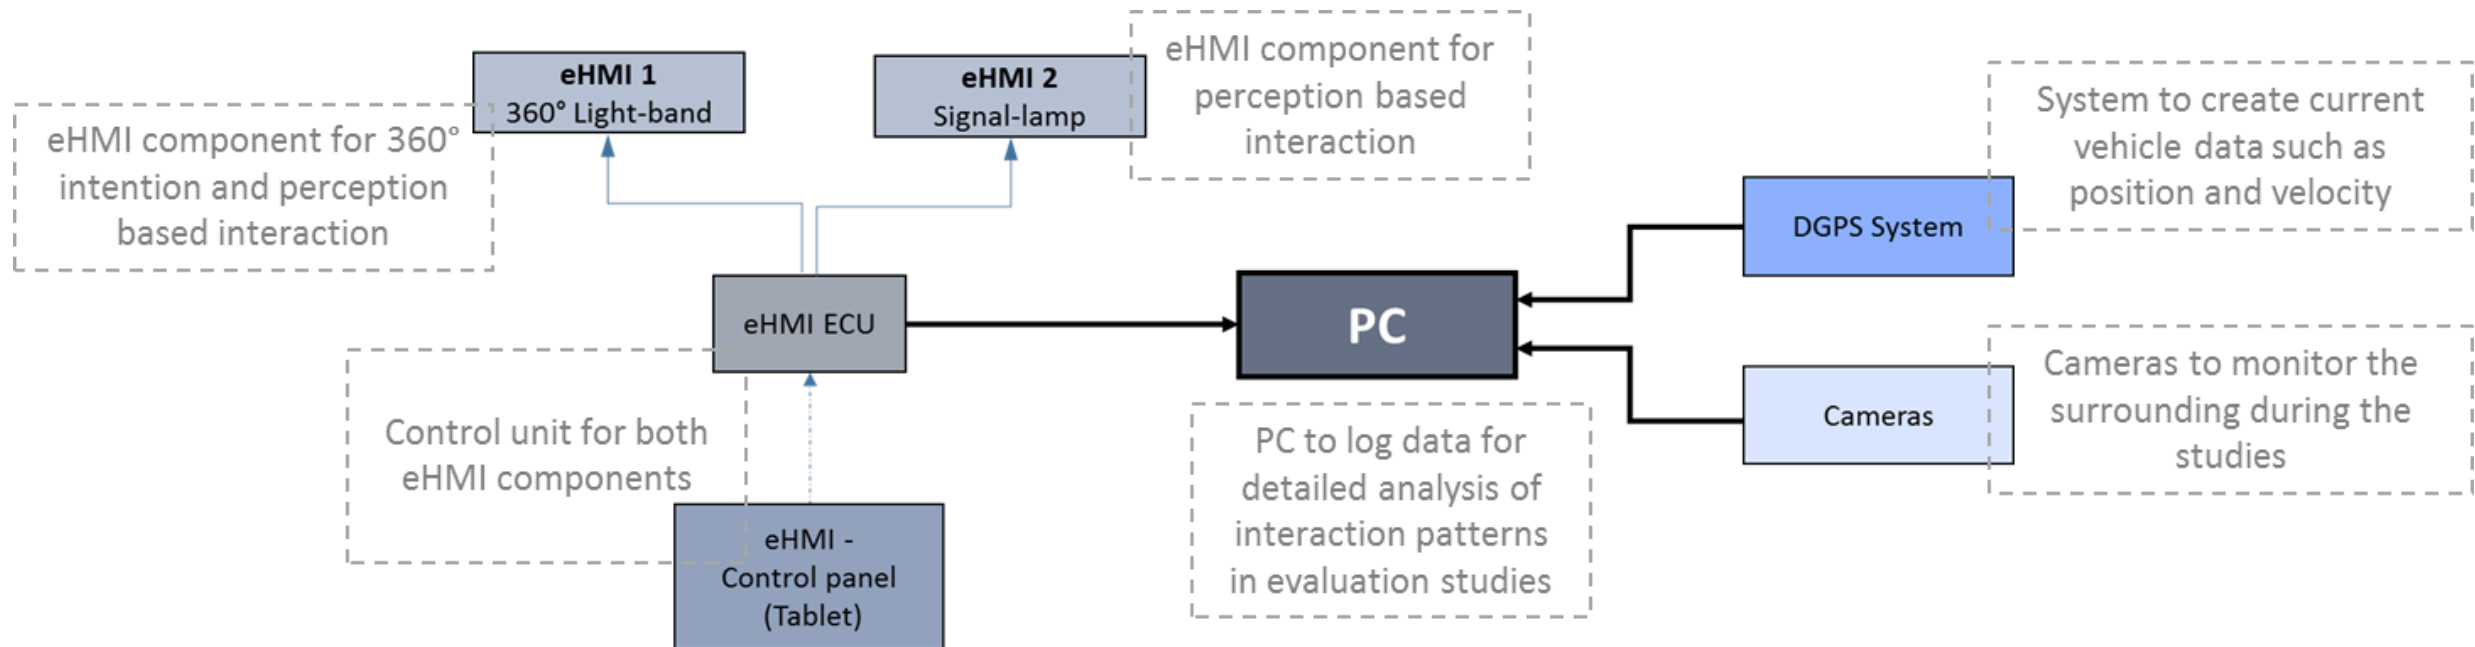 eHMI 1
360° Light-band
eHMI 2
Signal-lamp
eHMI component for
perception based
interaction
eHMI component for 360°
intention and perception
based interaction
System to create current
vehicle data such as
position and velocity
DGPS System
eHMI ECU
PC
Cameras
Cameras to monitor the
surrounding during the
studies
Control unit for both
eHMI components
PC to log data for
detailed analysis of
interaction patterns
in evaluation studies
eHMI -
Control panel
(Tablet)